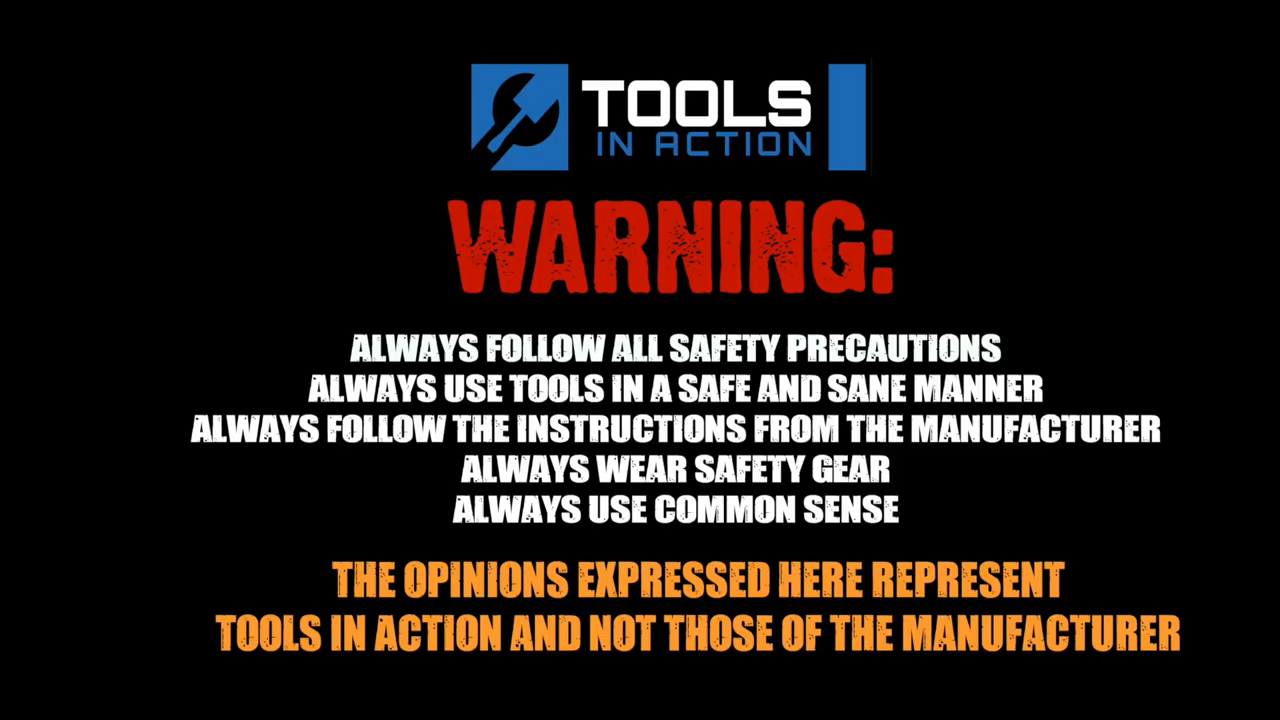 TOOLS
IN ACTION
WARNING:
ALWAYS FOLLOW ALL SAFETY PRECAUTIONS
ALWAYS USE TOOLS IN A SAFE AND SANE MANNER
ALWAYS FOLLOW THE INSTRUCTIONS FROM THE MANUFACTURER
ALWAYS WEAR SAFETY GEAR
ALWAYS USE COMMON SENSE
THE OPINIONS EXPRESSED HERE REPRESENT
TOOLS IN ACTION AND NOT THOSE OF THE MANUFACTURER